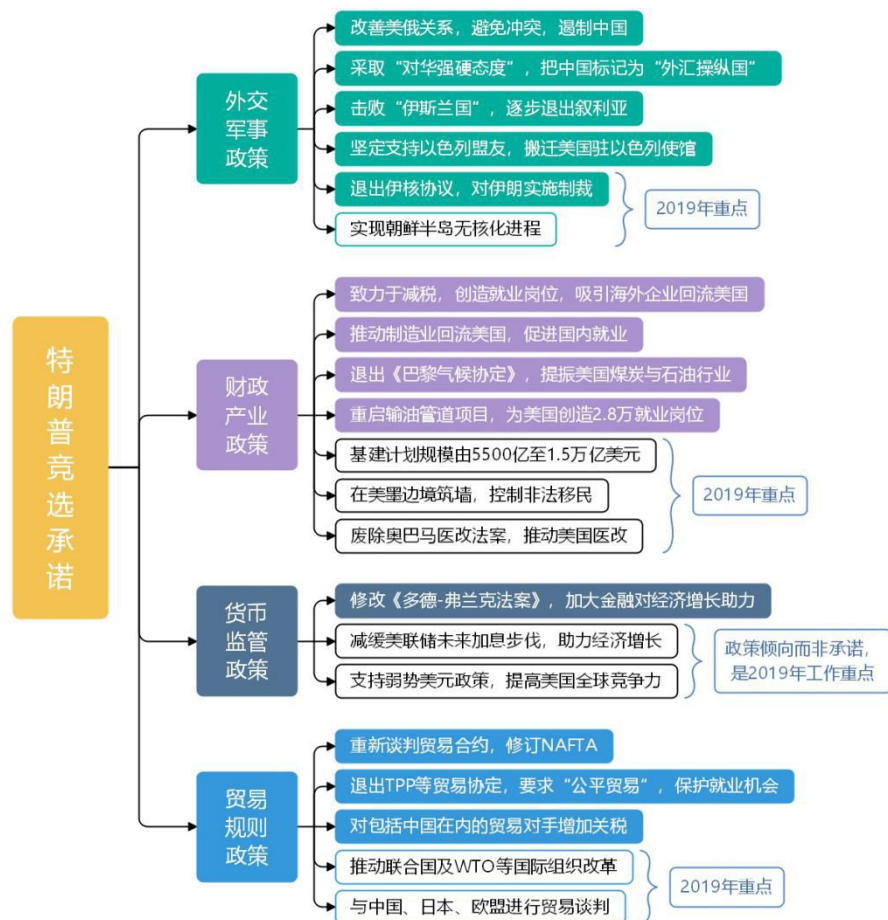 特朗普竞选承诺
外交
军事
政策
改善美俄关系，避免冲突，遏制中国
采取“对华强硬态度”，把中国标记为“外汇操纵国”
击败“伊斯兰国”，逐步退出叙利亚
坚定支持以色列盟友，搬迁美国驻以色列使馆
退出伊核协议，对伊朗实施制裁
实现朝鲜半岛无核化进程
2019年重点
财政
产业
政策
致力于减税，创造就业岗位，吸引海外企业回流美国
推动制造业回流美国，促进国内就业
退出《巴黎气候协定》，提振美国煤炭与石油行业
重启输油管道项目，为美国创造2.8万就业岗位
基建计划规模由5500亿至1.5万亿美元
在美墨边境筑墙，控制非法移民
废除奥巴马医改法案，推动美国医改
2019年重点
货币
监管
政策
修改《多德-弗兰克法案》，加大金融对经济增长助力
减缓美联储未来加息步伐，助力经济增长
支持弱势美元政策，提高美国全球竞争力
政策倾向而非承诺，
是2019年工作重点
贸易
规则
政策
重新谈判贸易合约，修订NAFTA
退出TPP等贸易协定，要求“公平贸易”，保护就业机会
对包括中国在内的贸易对手增加关税
推动联合国及WTO等国际组织改革
与中国、日本、欧盟进行贸易谈判
2019年重点